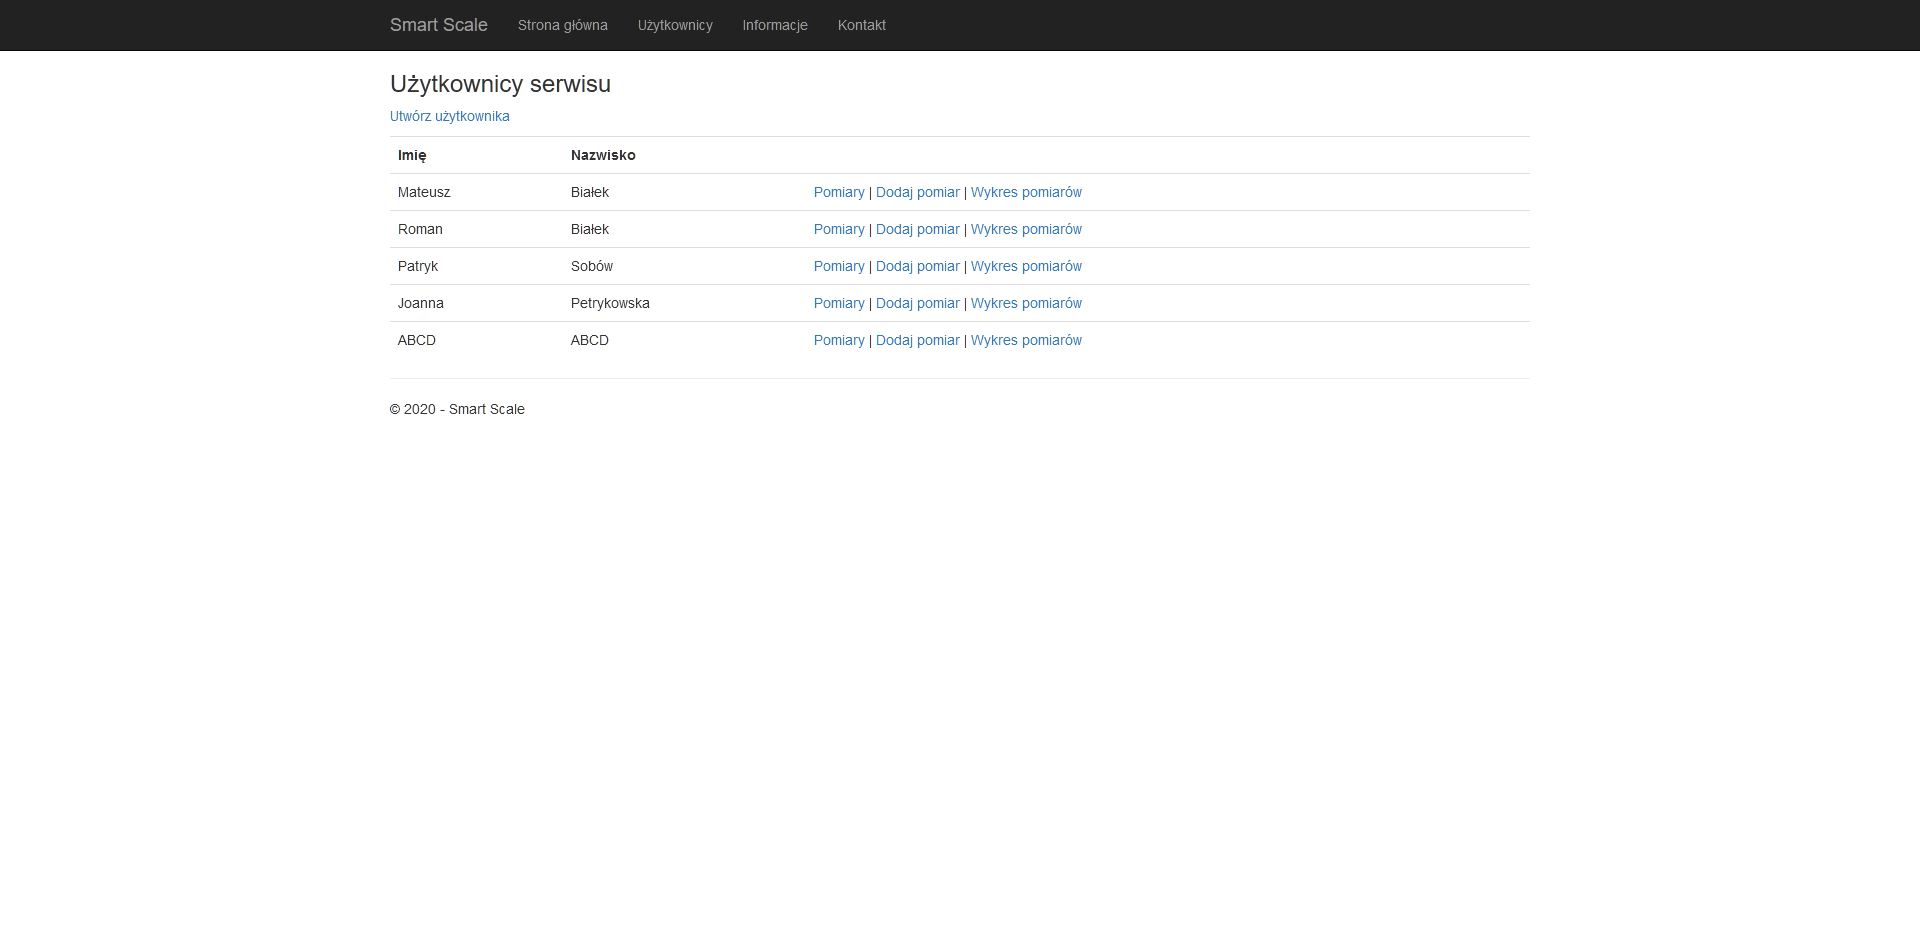 Smart Scale Strona główna Użytkownicy Informacje Kontakt
Użytkownicy serwisu
Utwórz użytkownika
Imię Nazwisko
Mateusz Białek Pomiary | Dodaj pomiar | Wykres pomiarów
Roman Białek Pomiary | Dodaj pomiar | Wykres pomiarów
Patryk Sobów Pomiary | Dodaj pomiar | Wykres pomiarów
Joanna Petrykowska Pomiary | Dodaj pomiar | Wykres pomiarów
ABCD ABCD Pomiary | Dodaj pomiar | Wykres pomiarów
© 2020 - Smart Scale